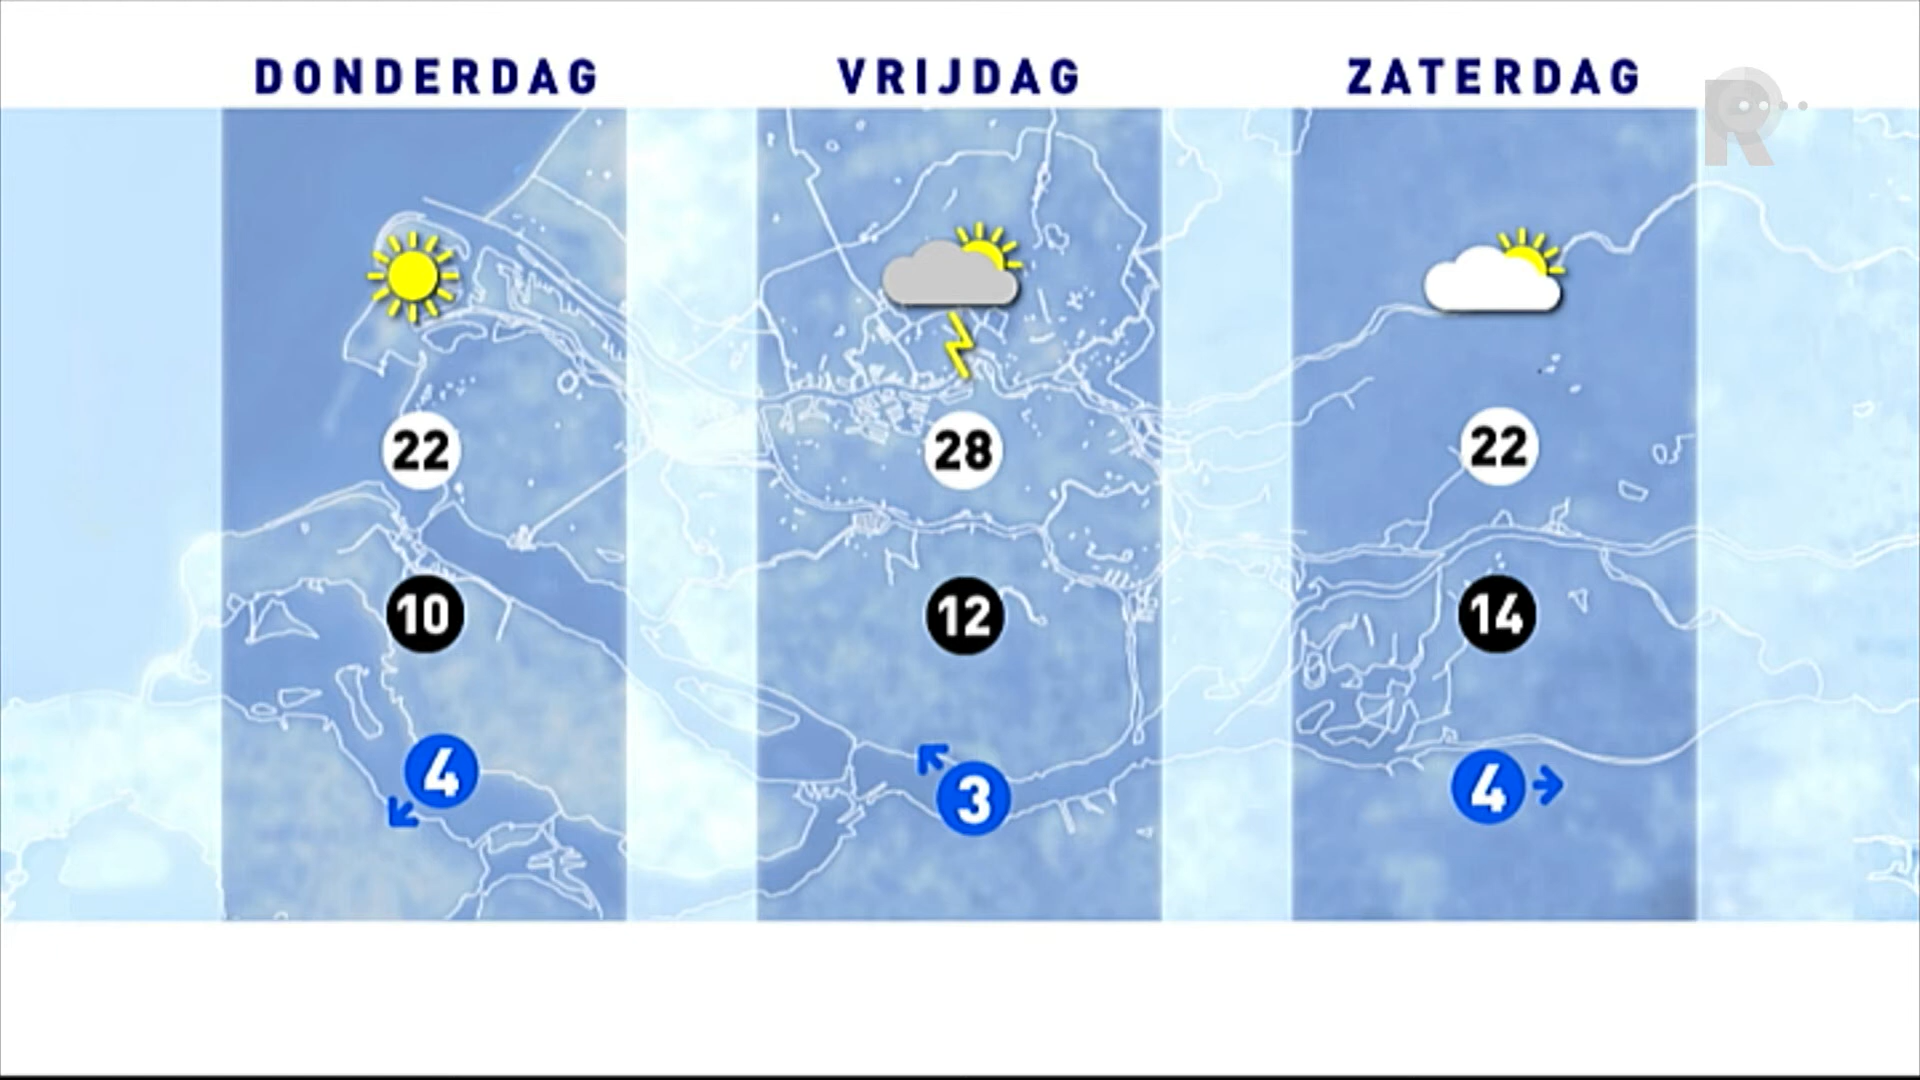 DONDERDAG VRIJDAG ZATERDAG
R
22 28 22
10 12 14
4 3 4